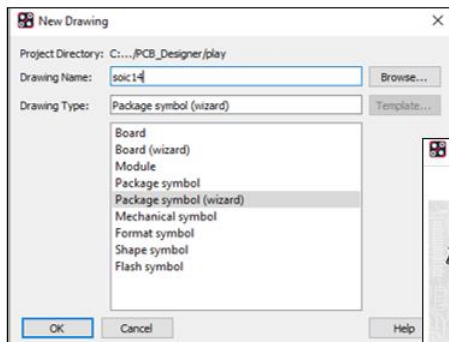 New Drawing
Project Directory: C:.../PCB_Designer/play
Drawing Name: soic14 Browse...
Drawing Type: Package symbol (wizard) Template...
Board
Board (wizard)
Module
Package symbol
Package symbol (wizard)
Mechanical symbol
Format symbol
Shape symbol
Flash symbol
OK Cancel Help